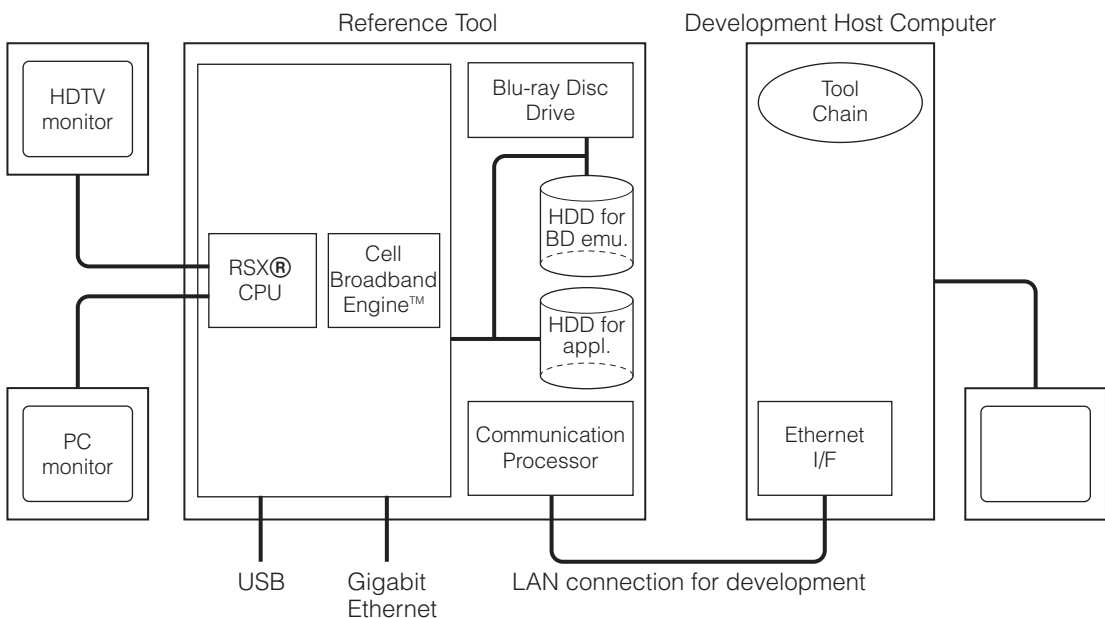 Reference Tool
Development Host Computer
HDTV
monitor
Blu-ray Disc
Drive
Tool
Chain
HDD for
BD emu.
RSX®
CPU
Cell
Broadband
Engine™
HDD for
appl.
PC
monitor
Communication
Processor
Ethernet
I/F
USB
Gigabit
Ethernet
LAN connection for development